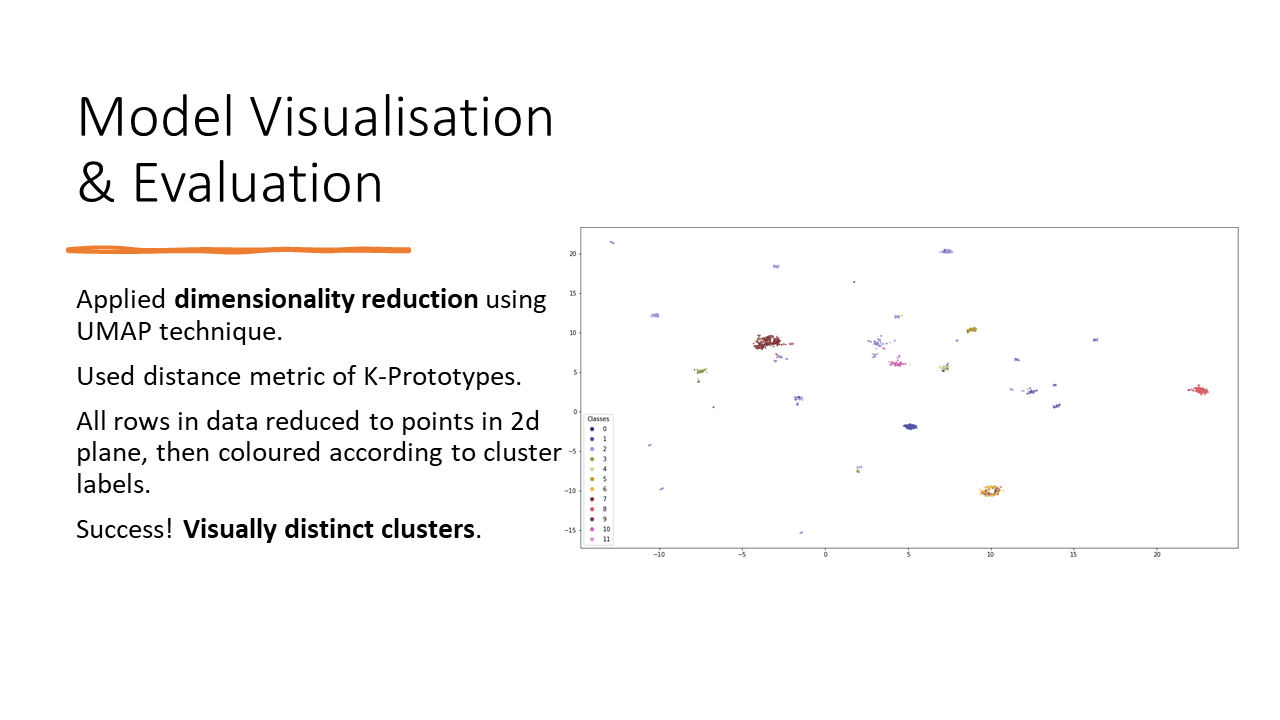 Model Visualisation
& Evaluation
Applied dimensionality reduction using
UMAP technique.
Used distance metric of K-Prototypes.
All rows in data reduced to points in 2d
plane, then coloured according to cluster
labels.
Success! Visually distinct clusters.
20
15
10
5
0
−5
−10
−15
Classes
0
1
2
3
4
5
6
7
8
9
10
11
−10 −5 0 5 10 15 20